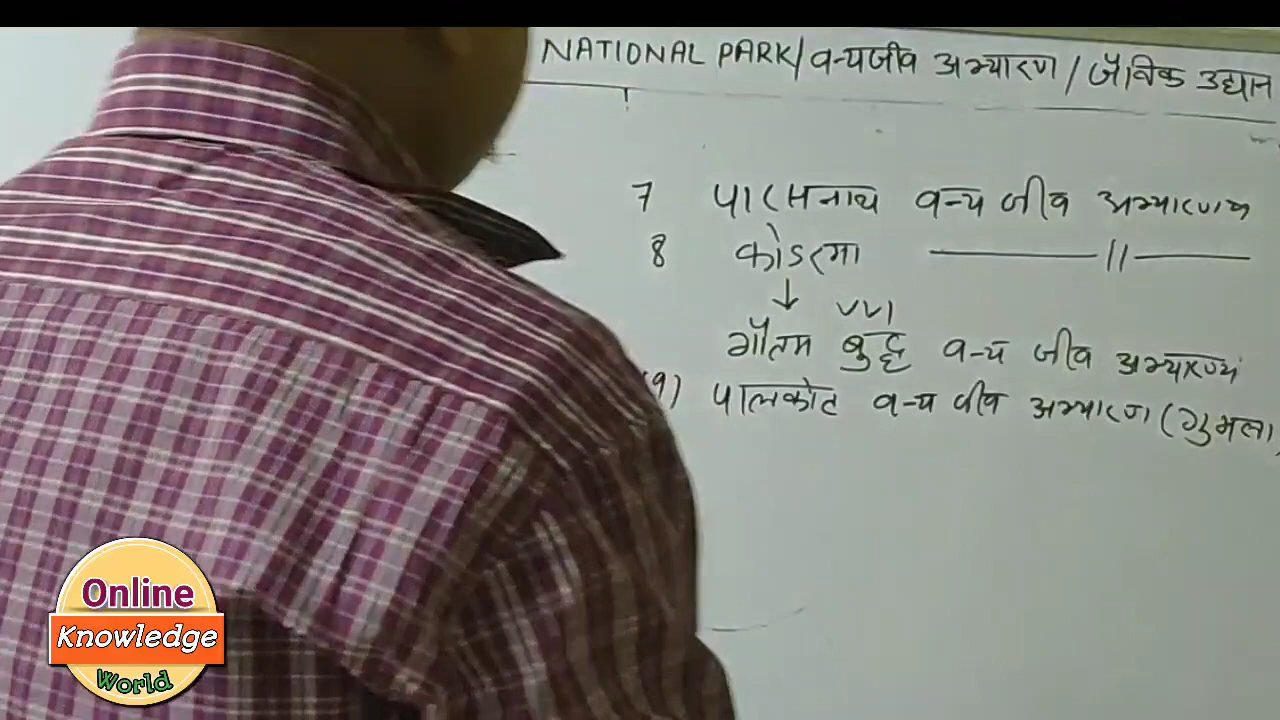 NATIONAL PARK/वन्यजीव अभ्यारण/जैविक उद्यान
7 पारसनाथ वन्य जीव अभ्यारण्य
8 कोडरमा ——— 11 ———
↓ VVI
गौतम बुद्ध वन्य जीव अभ्यारण्य
(9) पालकोट वन्य जीव अभ्यारण (गुमला)
Online
Knowledge
World